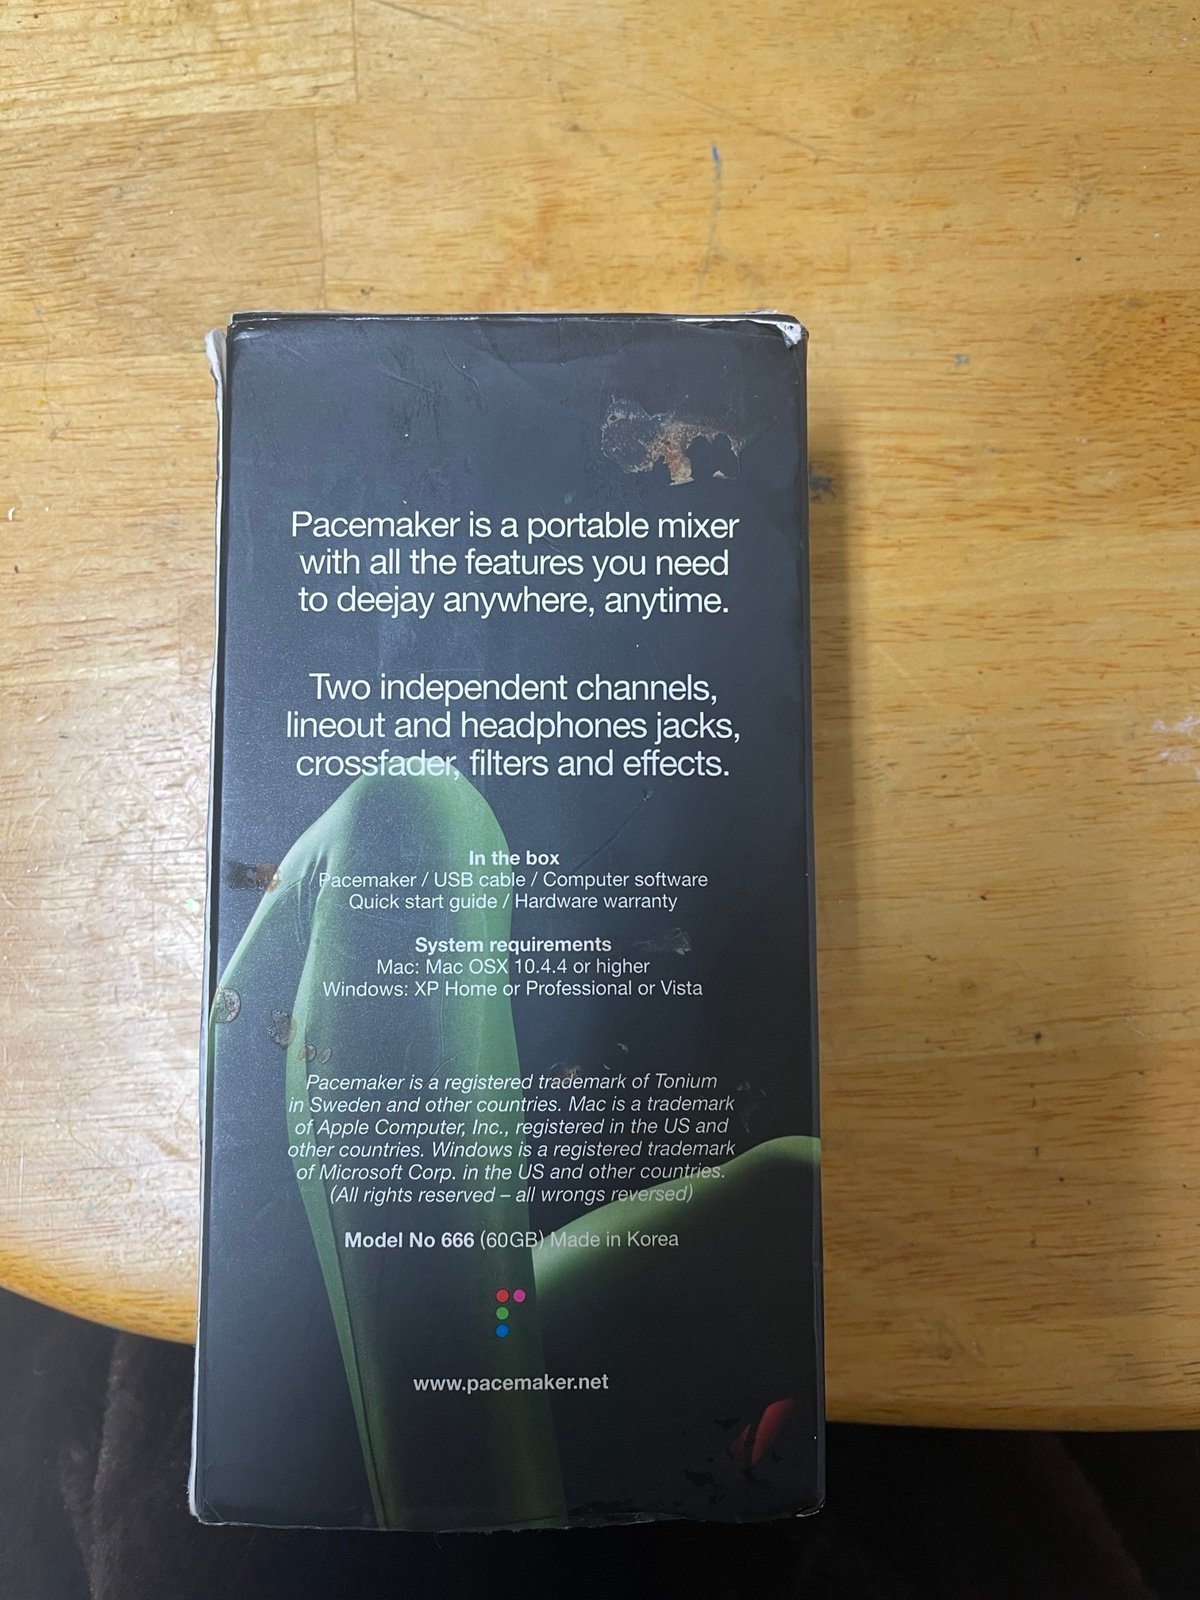 Pacemaker is a portable mixer
with all the features you need
to deejay anywhere, anytime.
Two independent channels,
lineout and headphones jacks,
crossfader, filters and effects.
In the box
Pacemaker / USB cable / Computer software
Quick start guide / Hardware warranty
System requirements
Mac: Mac OSX 10.4.4 or higher
Windows: XP Home or Professional or Vista
Pacemaker is a registered trademark of Tonium
in Sweden and other countries. Mac is a trademark
of Apple Computer, Inc., registered in the US and
other countries. Windows is a registered trademark
of Microsoft Corp. in the US and other countries.
(All rights reserved – all wrongs reversed)
Model No 666 (60GB) Made in Korea
www.pacemaker.net